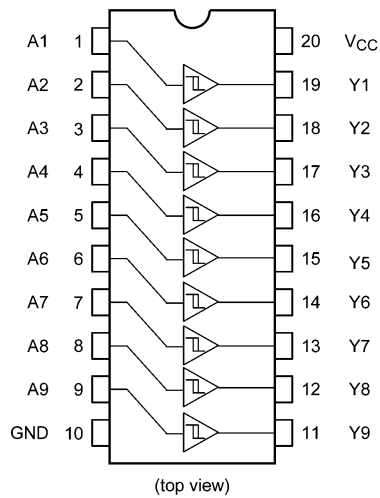 A1 1 20 VCC
A2 2 19 Y1
A3 3 18 Y2
A4 4 17 Y3
A5 5 16 Y4
A6 6 15 Y5
A7 7 14 Y6
A8 8 13 Y7
A9 9 12 Y8
GND 10 11 Y9
(top view)